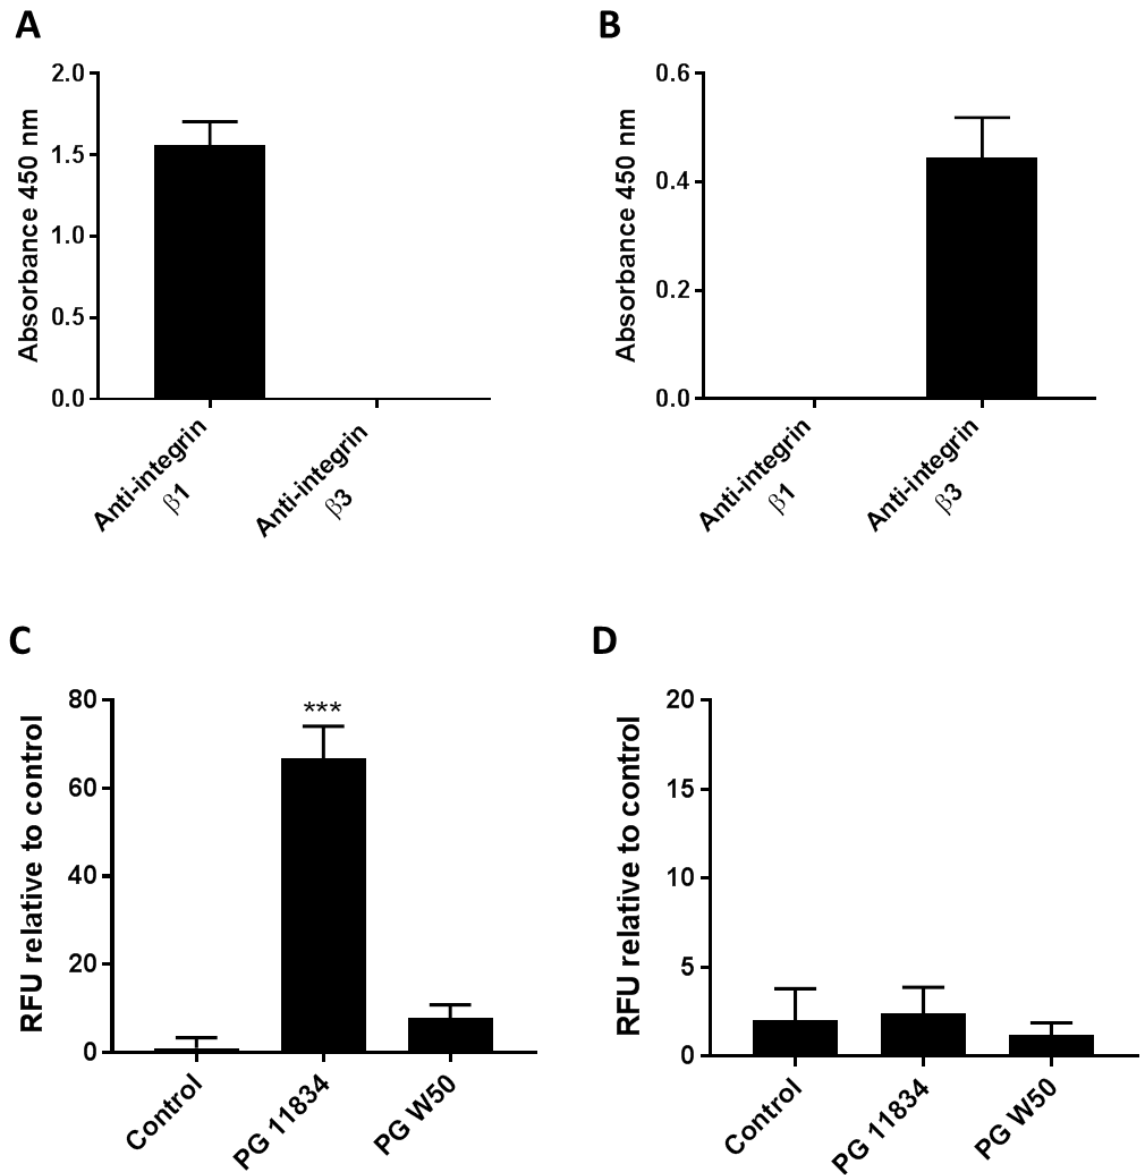 A
Absorbance 450 nm
2.0
1.5
1.0
0.5
0.0
Anti-integrin
β1
Anti-integrin
β3
B
Absorbance 450 nm
0.6
0.4
0.2
0.0
Anti-integrin
β1
Anti-integrin
β3
C
RFU relative to control
80
60
40
20
0
***
Control
PG 11834
PG W50
D
RFU relative to control
20
15
10
5
0
Control
PG 11834
PG W50